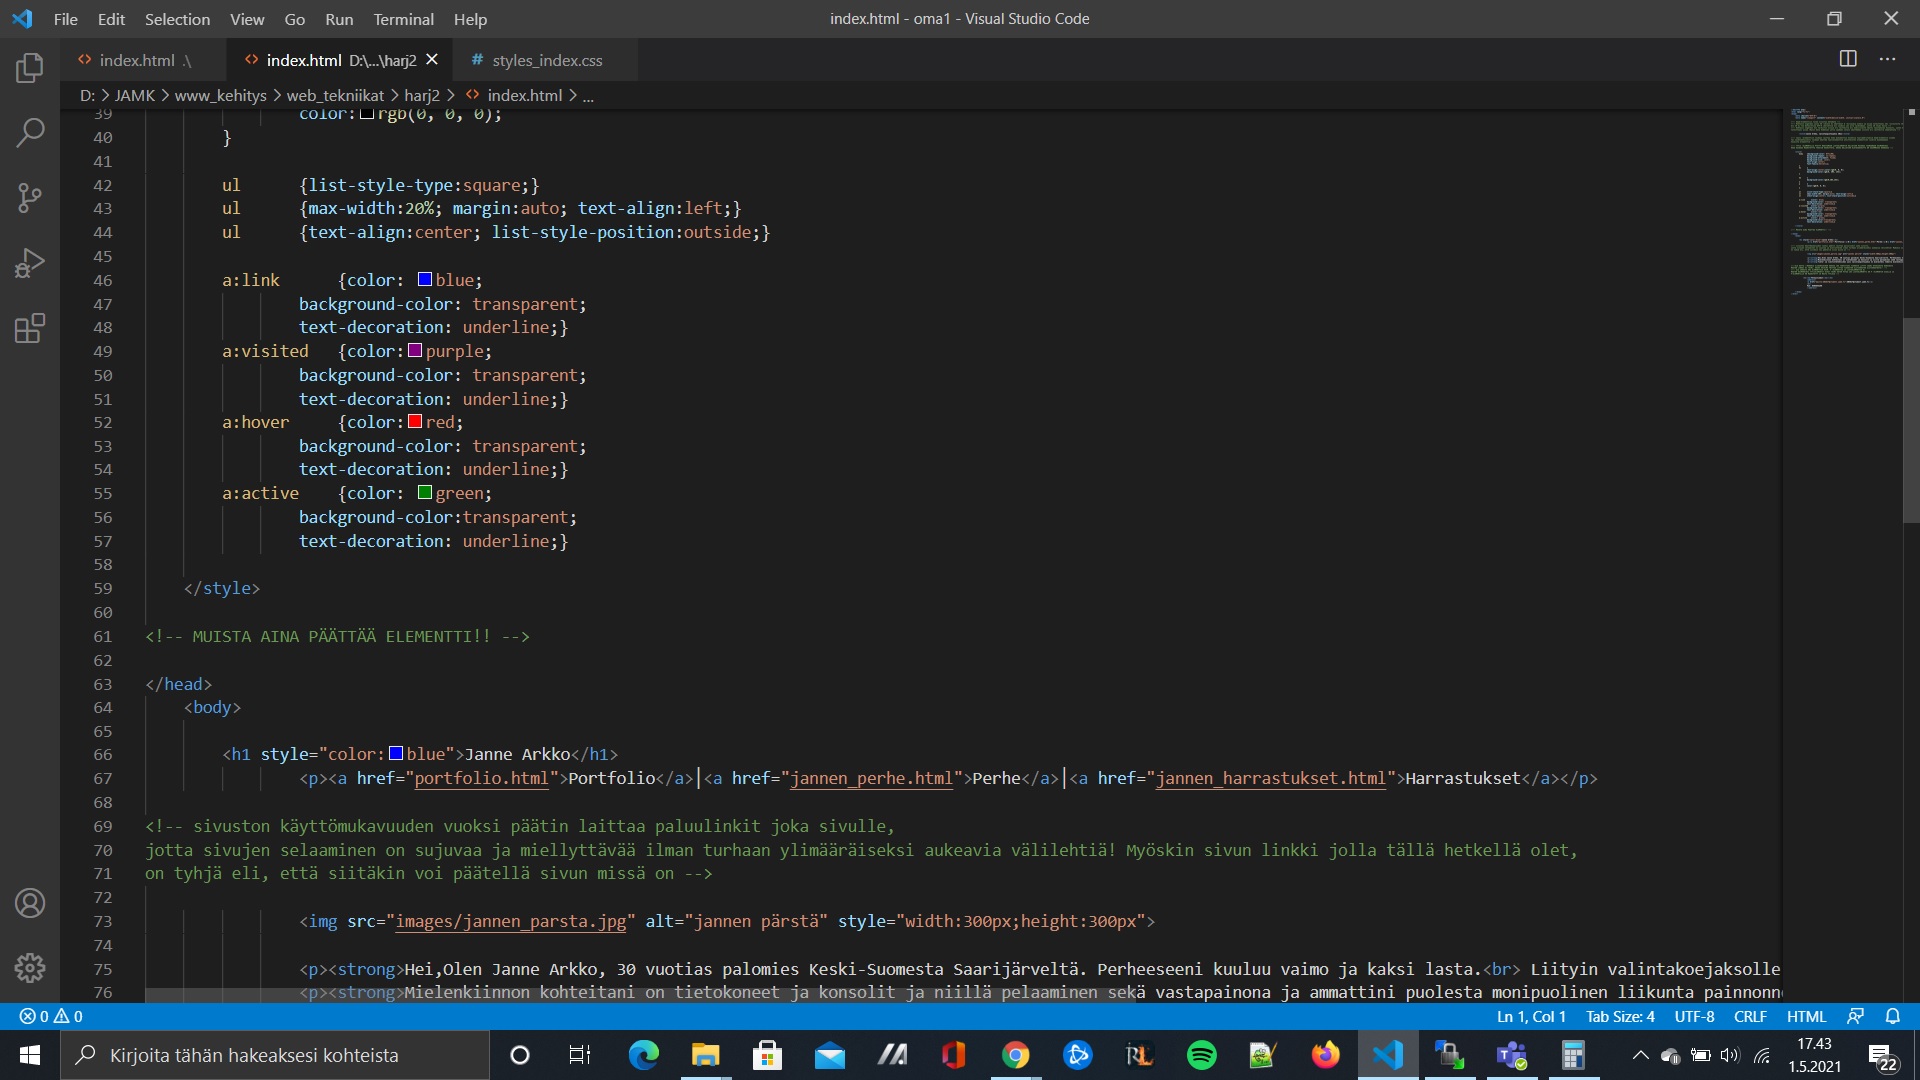 File Edit Selection View Go Run Terminal Help
index.html - oma1 - Visual Studio Code
index.html .\
index.html D:\...\harj2
# styles_index.css
D: > JAMK > www_kehitys > web_tekniikat > harj2 > index.html > ...
39 color: rgb(0, 0, 0);
40 }
41
42 ul {list-style-type:square;}
43 ul {max-width:20%; margin:auto; text-align:left;}
44 ul {text-align:center; list-style-position:outside;}
45
46 a:link {color: blue;
47 background-color: transparent;
48 text-decoration: underline;}
49 a:visited {color: purple;
50 background-color: transparent;
51 text-decoration: underline;}
52 a:hover {color: red;
53 background-color: transparent;
54 text-decoration: underline;}
55 a:active {color: green;
56 background-color:transparent;
57 text-decoration: underline;}
58
59 </style>
60
61 <!-- MUISTA AINA PÄÄTTÄÄ ELEMENTTI!! -->
62
63 </head>
64 <body>
65
66 <h1 style="color: blue">Janne Arkko</h1>
67 <p><a href="portfolio.html">Portfolio</a>|<a href="jannen_perhe.html">Perhe</a>|<a href="jannen_harrastukset.html">Harrastukset</a></p>
68
69 <!-- sivuston käyttömukavuuden vuoksi päätin laittaa paluulinkit joka sivulle,
70 jotta sivujen selaaminen on sujuvaa ja miellyttävää ilman turhaan ylimääräiseksi aukeavia välilehtiä! Myöskin sivun linkki jolla tällä hetkellä olet,
71 on tyhjä eli, että siitäkin voi päätellä sivun missä on -->
72
73 <img src="images/jannen_parsta.jpg" alt="jannen pärstä" style="width:300px;height:300px">
74
75 <p><strong>Hei,Olen Janne Arkko, 30 vuotias palomies Keski-Suomesta Saarijärveltä. Perheeseeni kuuluu vaimo ja kaksi lasta.<br> Liityin valintakoejaksolle
76 <p><strong>Mielenkiinnon kohteitani on tietokoneet ja konsolit ja niillä pelaaminen sekä vastapainona ja ammattini puolesta monipuolinen liikunta painnonn
0 0
Ln 1, Col 1 Tab Size: 4 UTF-8 CRLF HTML
Kirjoita tähän hakeaksesi kohteista
17.43
1.5.2021
22